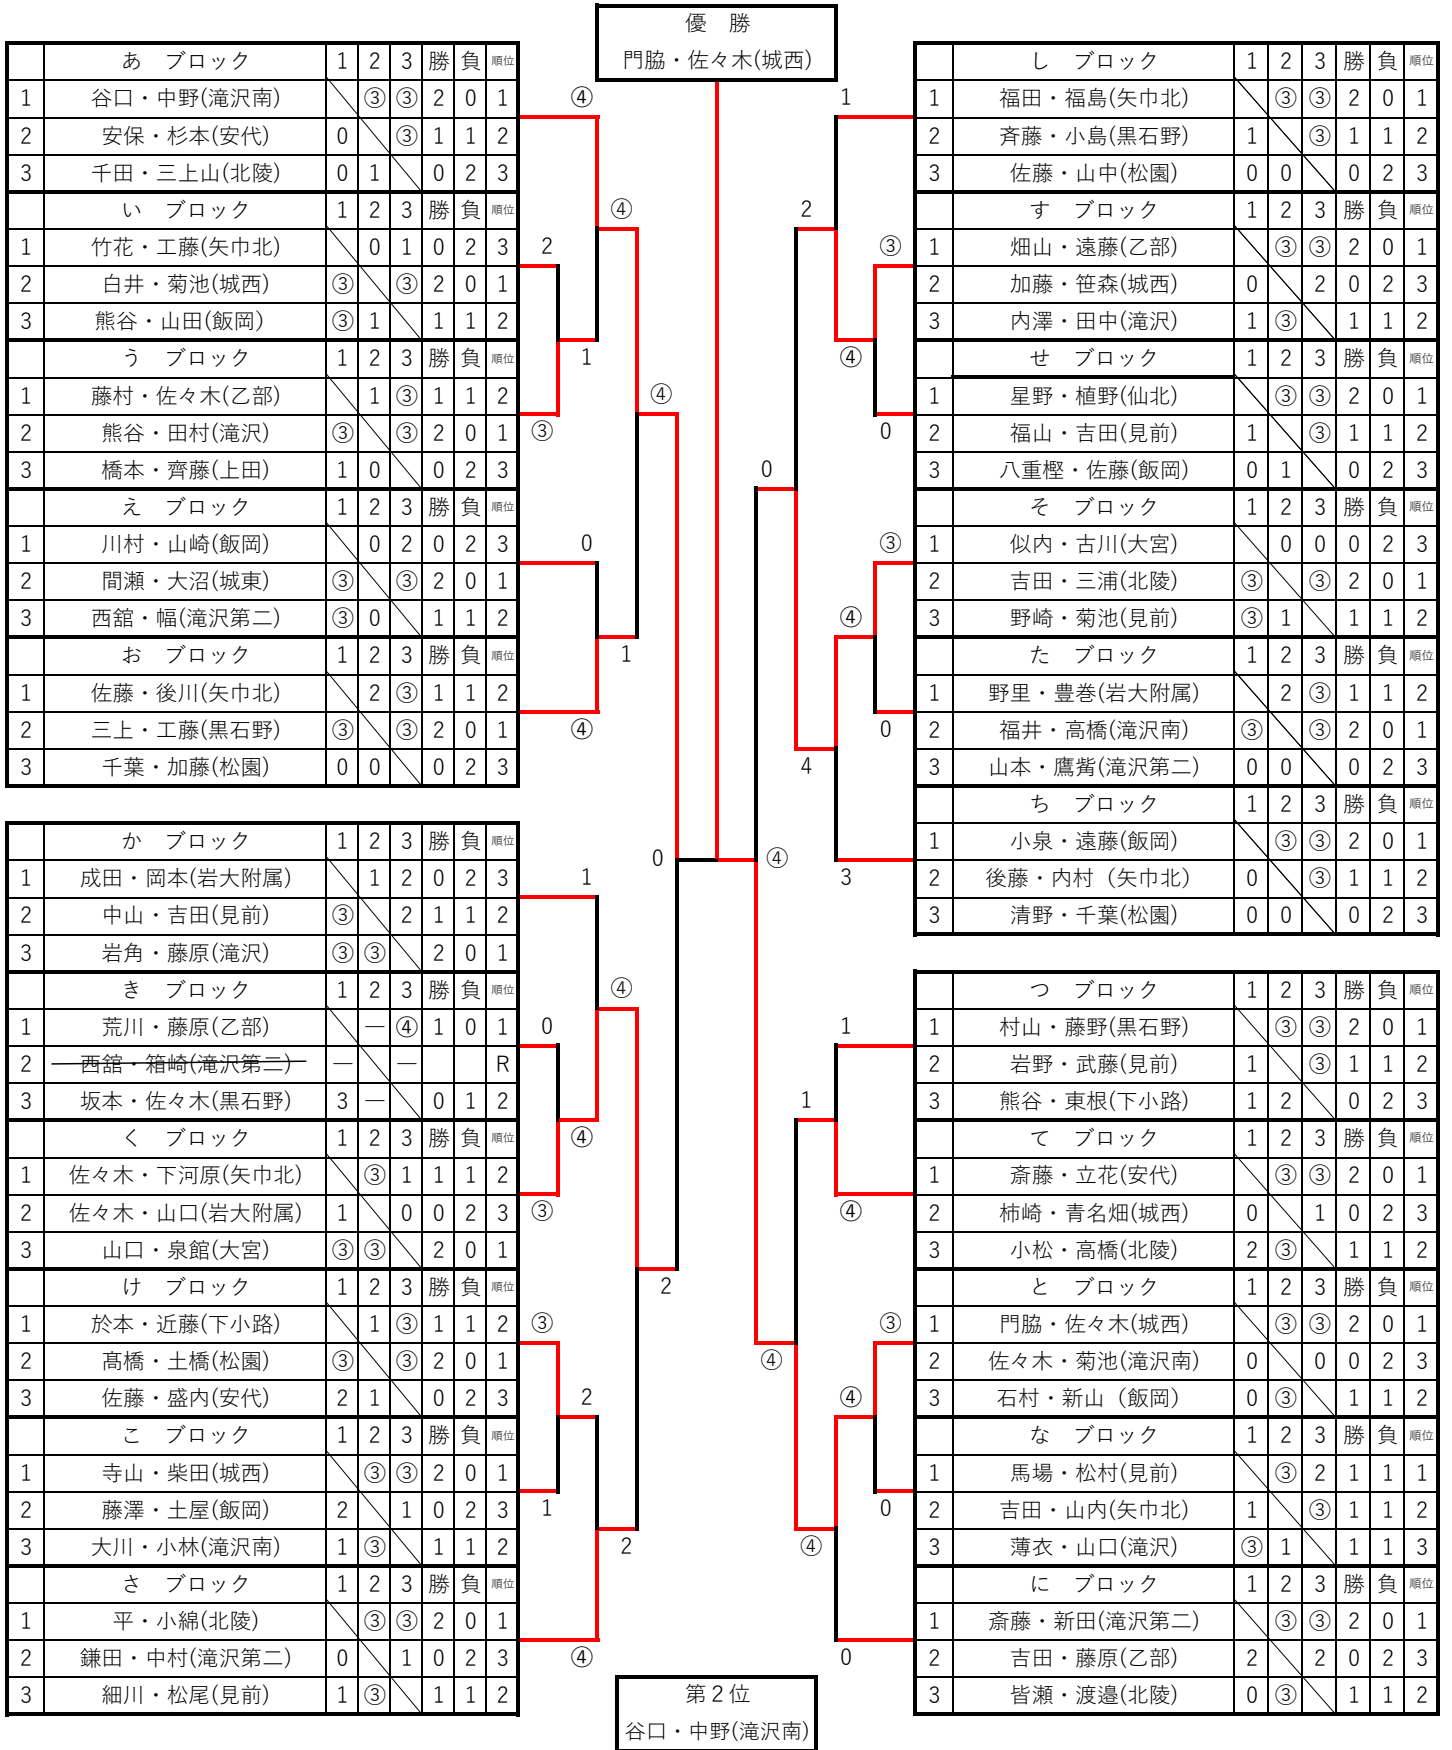 優 勝
門脇・佐々木(城西)
あ ブロック 1 2 3 勝 負 順位
1 谷口・中野(滝沢南) ③ ③ 2 0 1
2 安保・杉本(安代) 0 ③ 1 1 2
3 千田・三上山(北陵) 0 1 0 2 3
い ブロック 1 2 3 勝 負 順位
1 竹花・工藤(矢巾北) 0 1 0 2 3
2 白井・菊池(城西) ③ ③ 2 0 1
3 熊谷・山田(飯岡) ③ 1 1 1 2
う ブロック 1 2 3 勝 負 順位
1 藤村・佐々木(乙部) 1 ③ 1 1 2
2 熊谷・田村(滝沢) ③ ③ 2 0 1
3 橋本・齊藤(上田) 1 0 0 2 3
え ブロック 1 2 3 勝 負 順位
1 川村・山崎(飯岡) 0 2 0 2 3
2 間瀬・大沼(城東) ③ ③ 2 0 1
3 西舘・幅(滝沢第二) ③ 0 1 1 2
お ブロック 1 2 3 勝 負 順位
1 佐藤・後川(矢巾北) 2 ③ 1 1 2
2 三上・工藤(黒石野) ③ ③ 2 0 1
3 千葉・加藤(松園) 0 0 0 2 3
か ブロック 1 2 3 勝 負 順位
1 成田・岡本(岩大附属) 1 2 0 2 3
2 中山・吉田(見前) ③ 2 1 1 2
3 岩角・藤原(滝沢) ③ ③ 2 0 1
き ブロック 1 2 3 勝 負 順位
1 荒川・藤原(乙部) ― ④ 1 0 1
2 西舘・箱崎(滝沢第二) ― ― R
3 坂本・佐々木(黒石野) 3 ― 0 1 2
く ブロック 1 2 3 勝 負 順位
1 佐々木・下河原(矢巾北) ③ 1 1 1 2
2 佐々木・山口(岩大附属) 1 0 0 2 3
3 山口・泉館(大宮) ③ ③ 2 0 1
け ブロック 1 2 3 勝 負 順位
1 於本・近藤(下小路) 1 ③ 1 1 2
2 髙橋・土橋(松園) ③ ③ 2 0 1
3 佐藤・盛内(安代) 2 1 0 2 3
こ ブロック 1 2 3 勝 負 順位
1 寺山・柴田(城西) ③ ③ 2 0 1
2 藤澤・土屋(飯岡) 2 1 0 2 3
3 大川・小林(滝沢南) 1 ③ 1 1 2
さ ブロック 1 2 3 勝 負 順位
1 平・小綿(北陵) ③ ③ 2 0 1
2 鎌田・中村(滝沢第二) 0 1 0 2 3
3 細川・松尾(見前) 1 ③ 1 1 2
④
④
2
1
③
④
0
1
④
0
1
④
0
④
③
2
③
2
1
2
④
1
2
③
④
0
0
③
④
4
0
3
④
1
1
④
④
③
④
0
④
0
し ブロック 1 2 3 勝 負 順位
1 福田・福島(矢巾北) ③ ③ 2 0 1
2 斉藤・小島(黒石野) 1 ③ 1 1 2
3 佐藤・山中(松園) 0 0 0 2 3
す ブロック 1 2 3 勝 負 順位
1 畑山・遠藤(乙部) ③ ③ 2 0 1
2 加藤・笹森(城西) 0 2 0 2 3
3 内澤・田中(滝沢) 1 ③ 1 1 2
せ ブロック 1 2 3 勝 負 順位
1 星野・植野(仙北) ③ ③ 2 0 1
2 福山・吉田(見前) 1 ③ 1 1 2
3 八重樫・佐藤(飯岡) 0 1 0 2 3
そ ブロック 1 2 3 勝 負 順位
1 似内・古川(大宮) 0 0 0 2 3
2 吉田・三浦(北陵) ③ ③ 2 0 1
3 野崎・菊池(見前) ③ 1 1 1 2
た ブロック 1 2 3 勝 負 順位
1 野里・豊巻(岩大附属) 2 ③ 1 1 2
2 福井・高橋(滝沢南) ③ ③ 2 0 1
3 山本・鷹觜(滝沢第二) 0 0 0 2 3
ち ブロック 1 2 3 勝 負 順位
1 小泉・遠藤(飯岡) ③ ③ 2 0 1
2 後藤・内村（矢巾北) 0 ③ 1 1 2
3 清野・千葉(松園) 0 0 0 2 3
つ ブロック 1 2 3 勝 負 順位
1 村山・藤野(黒石野) ③ ③ 2 0 1
2 岩野・武藤(見前) 1 ③ 1 1 2
3 熊谷・東根(下小路) 1 2 0 2 3
て ブロック 1 2 3 勝 負 順位
1 斎藤・立花(安代) ③ ③ 2 0 1
2 柿崎・青名畑(城西) 0 1 0 2 3
3 小松・高橋(北陵) 2 ③ 1 1 2
と ブロック 1 2 3 勝 負 順位
1 門脇・佐々木(城西) ③ ③ 2 0 1
2 佐々木・菊池(滝沢南) 0 0 0 2 3
3 石村・新山（飯岡) 0 ③ 1 1 2
な ブロック 1 2 3 勝 負 順位
1 馬場・松村(見前) ③ 2 1 1 1
2 吉田・山内(矢巾北) 1 ③ 1 1 2
3 薄衣・山口(滝沢) ③ 1 1 1 3
に ブロック 1 2 3 勝 負 順位
1 斎藤・新田(滝沢第二) ③ ③ 2 0 1
2 吉田・藤原(乙部) 2 2 0 2 3
3 皆瀬・渡邉(北陵) 0 ③ 1 1 2
第２位
谷口・中野(滝沢南)